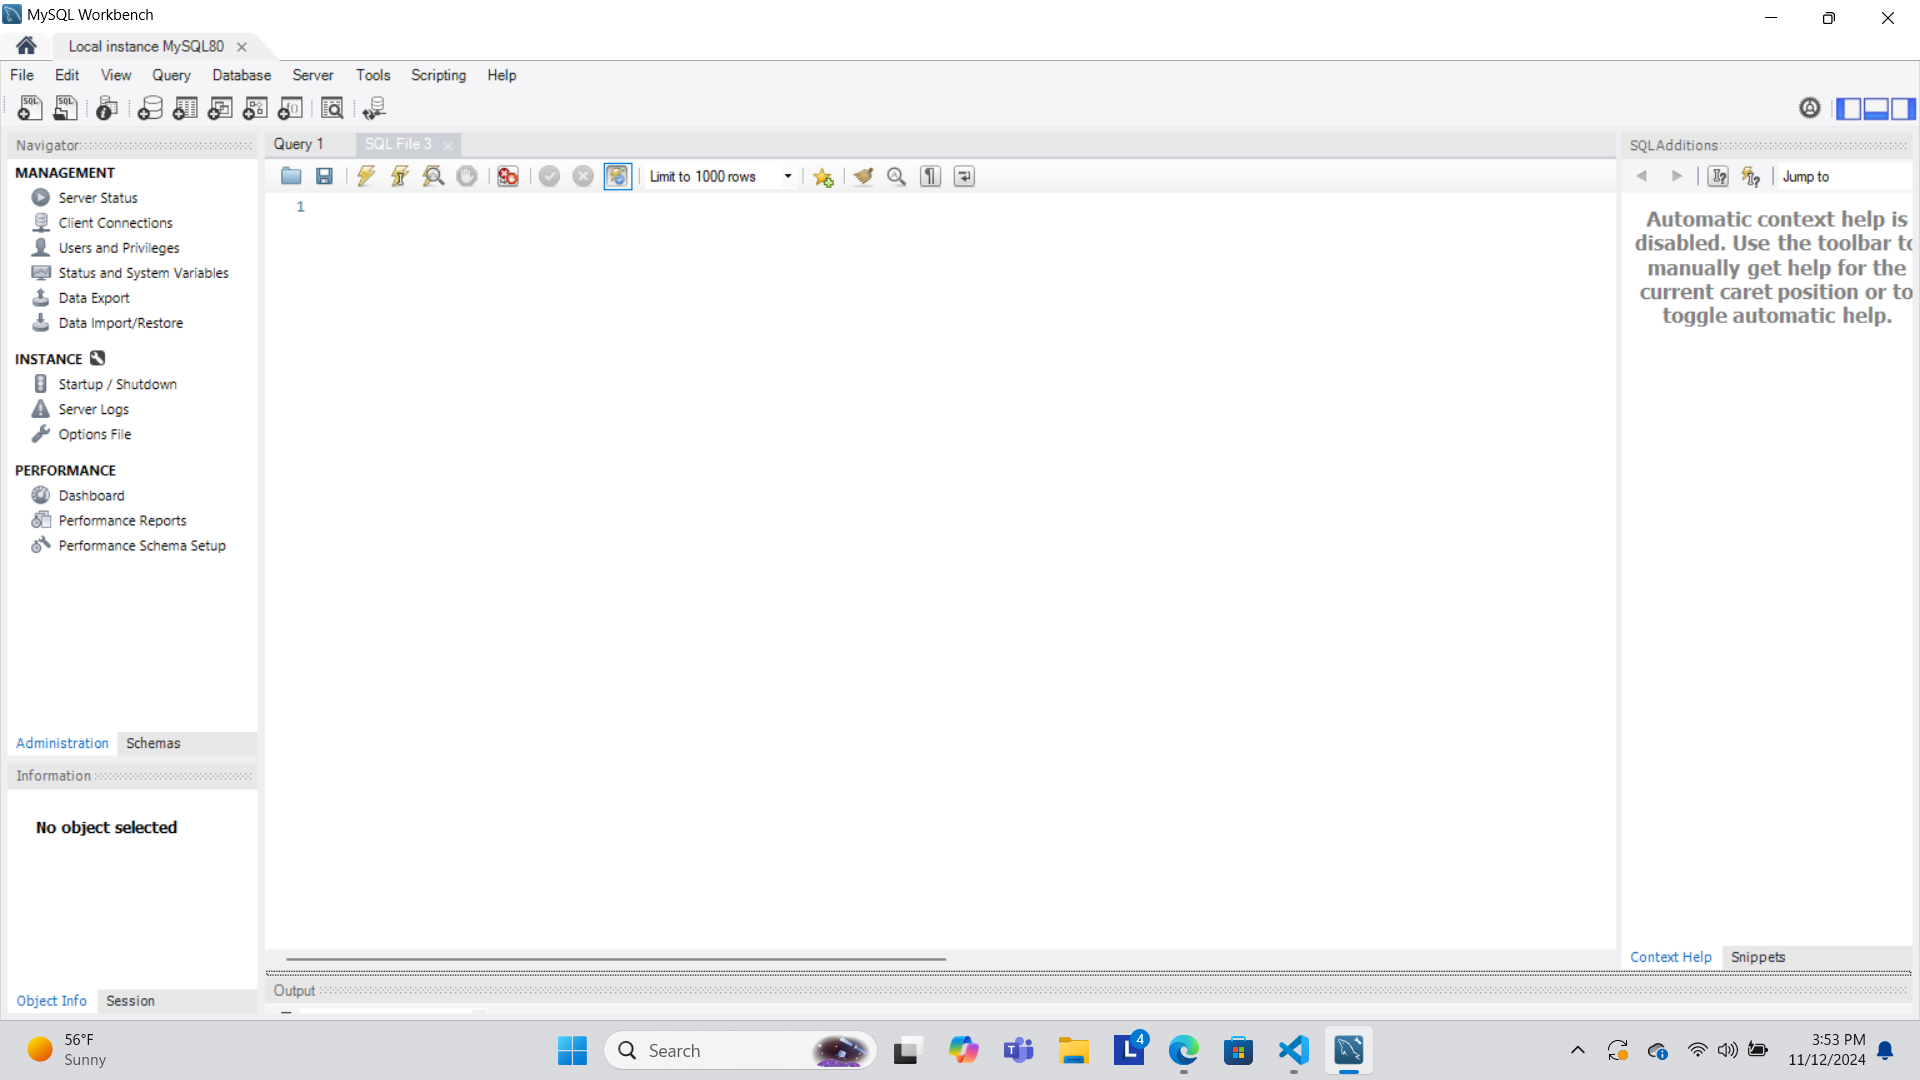 MySQL Workbench
Local instance MySQL80
File Edit View Query Database Server Tools Scripting Help
SQL SQL
Navigator
MANAGEMENT
Server Status
Client Connections
Users and Privileges
Status and System Variables
Data Export
Data Import/Restore
INSTANCE
Startup / Shutdown
Server Logs
Options File
PERFORMANCE
Dashboard
Performance Reports
Performance Schema Setup
Administration Schemas
Information
No object selected
Object Info Session
Query 1 SQL File 3
Limit to 1000 rows
1
Output
SQLAdditions
Jump to
Automatic context help is
disabled. Use the toolbar to
manually get help for the
current caret position or to
toggle automatic help.
Context Help Snippets
56°F
Sunny
Search
L 4
3:53 PM
11/12/2024